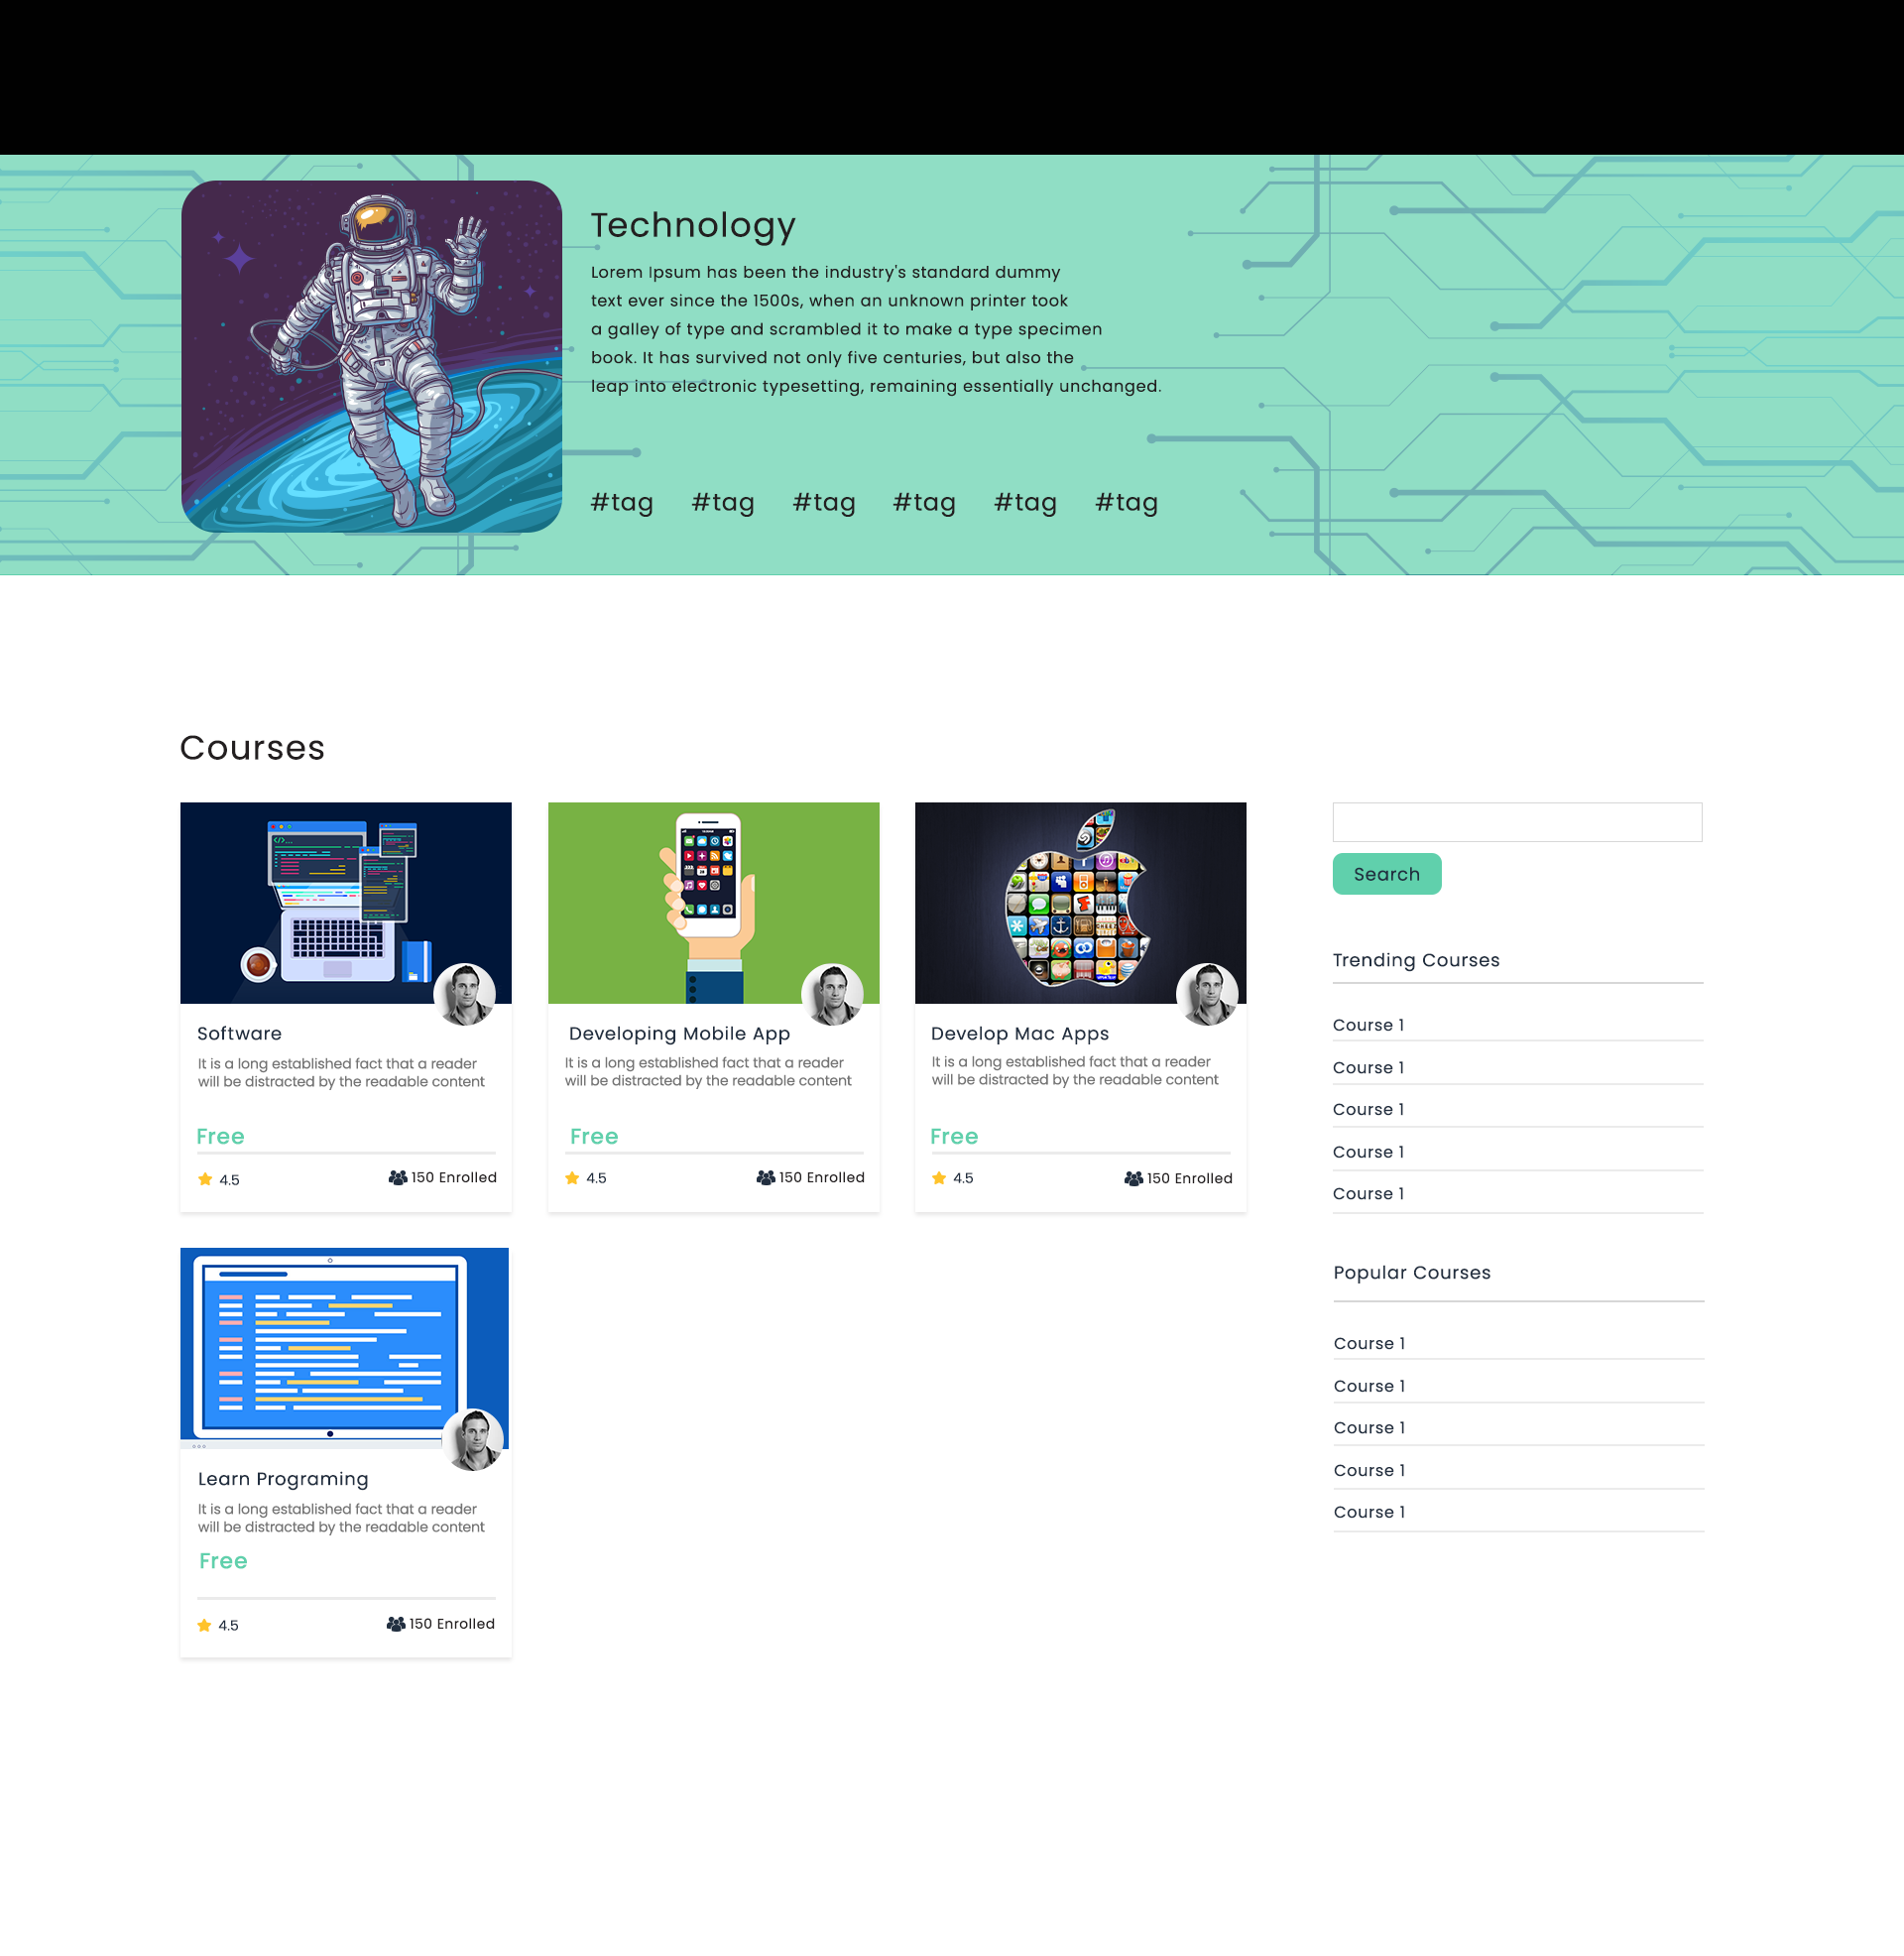 Technology
Lorem Ipsum has been the industry's standard dummy
text ever since the 1500s, when an unknown printer took
a galley of type and scrambled it to make a type specimen
book. It has survived not only five centuries, but also the
leap into electronic typesetting, remaining essentially unchanged.
#tag #tag #tag #tag #tag #tag
Courses
Software
It is a long established fact that a reader
will be distracted by the readable content
Free
4.5 150 Enrolled
Developing Mobile App
It is a long established fact that a reader
will be distracted by the readable content
Free
4.5 150 Enrolled
Develop Mac Apps
It is a long established fact that a reader
will be distracted by the readable content
Free
4.5 150 Enrolled
Learn Programing
It is a long established fact that a reader
will be distracted by the readable content
Free
4.5 150 Enrolled
Search
Trending Courses
Course 1
Course 1
Course 1
Course 1
Course 1
Popular Courses
Course 1
Course 1
Course 1
Course 1
Course 1